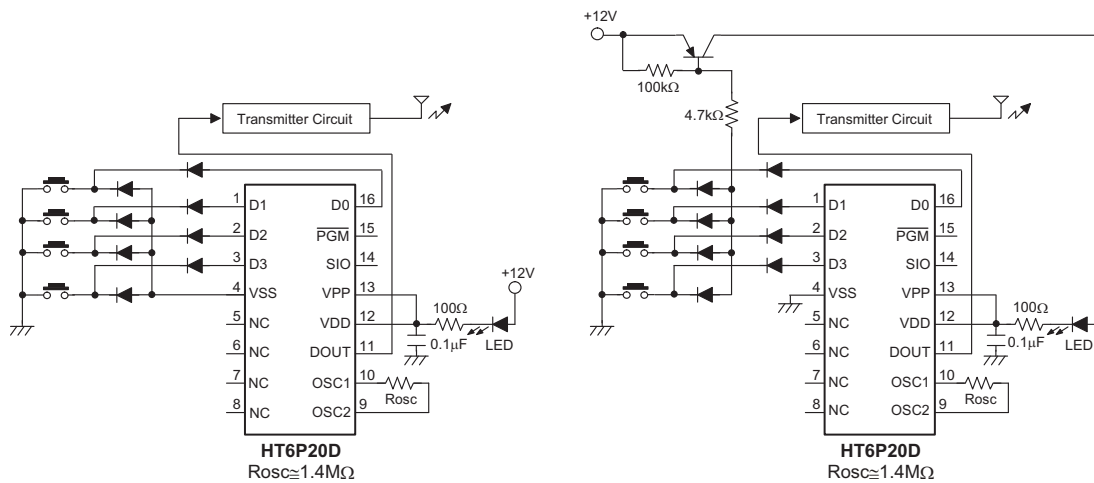 +12V
100kΩ
4.7kΩ
Transmitter Circuit
1 D1 D0 16
2 D2 PGM 15
3 D3 SIO 14
4 VSS VPP 13
5 NC VDD 12
6 NC DOUT 11
7 NC OSC1 10
8 NC OSC2 9
+12V
100Ω
0.1μF
LED
Rosc
HT6P20D
Rosc≅1.4MΩ
Transmitter Circuit
1 D1 D0 16
2 D2 PGM 15
3 D3 SIO 14
4 VSS VPP 13
5 NC VDD 12
6 NC DOUT 11
7 NC OSC1 10
8 NC OSC2 9
100Ω
0.1μF
LED
Rosc
HT6P20D
Rosc≅1.4MΩ